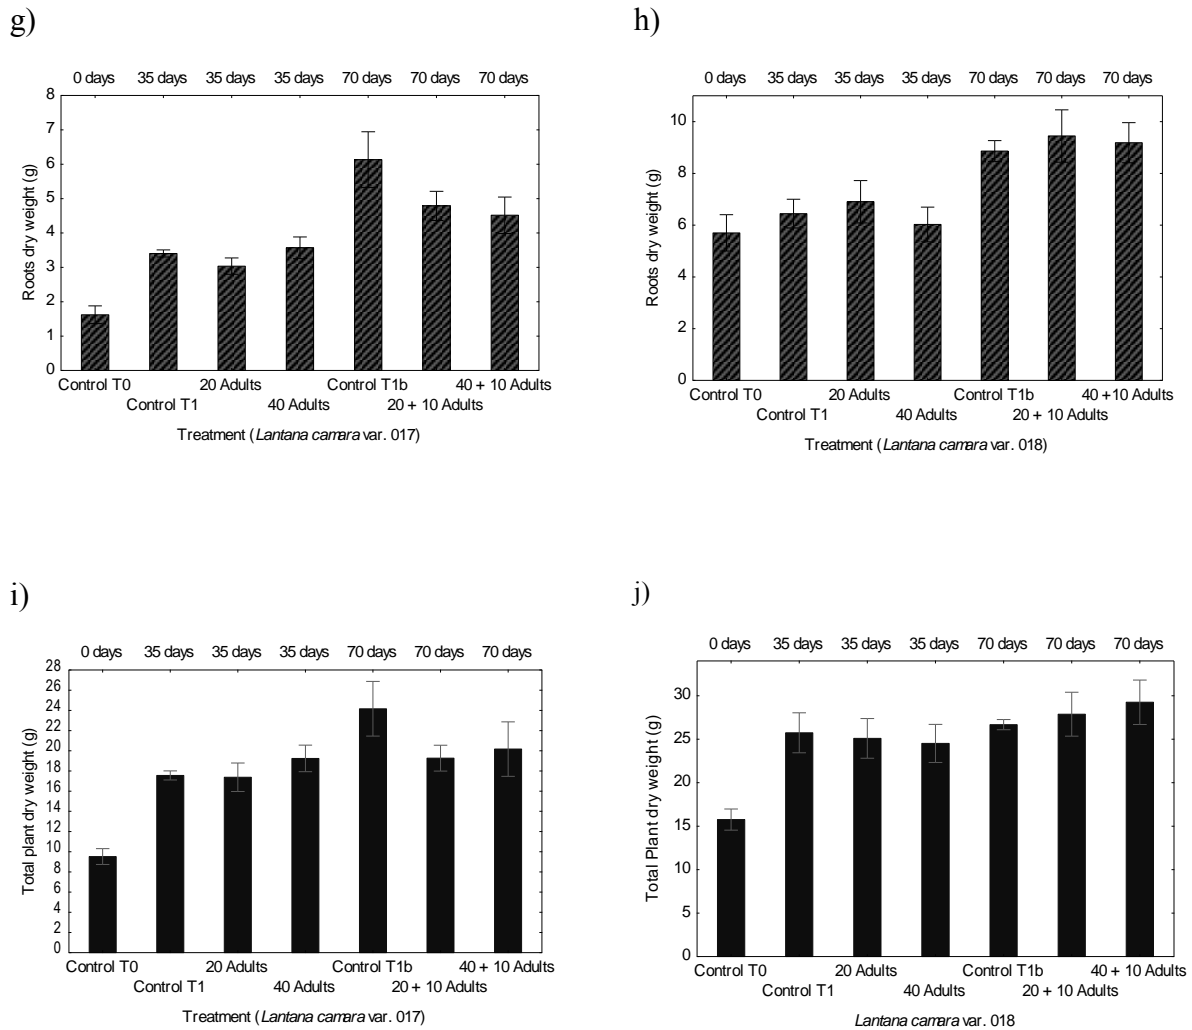 g)
0 days 35 days 35 days 35 days 70 days 70 days 70 days
8
7
6
5
4
3
2
1
0
Roots dry weight (g)
Control T0 20 Adults Control T1b 40 + 10 Adults
Control T1 40 Adults 20 + 10 Adults
Treatment (Lantana camara var. 017)
h)
0 days 35 days 35 days 35 days 70 days 70 days 70 days
10
8
6
4
2
0
Roots dry weight (g)
Control T0 20 Adults Control T1b 40 +10 Adults
Control T1 40 Adults 20 + 10 Adults
Treatment (Lantana camara var. 018)
i)
0 days 35 days 35 days 35 days 70 days 70 days 70 days
28
26
24
22
20
18
16
14
12
10
8
6
4
2
0
Total plant dry weight (g)
Control T0 20 Adults Control T1b 40 + 10 Adults
Control T1 40 Adults 20 + 10 Adults
Treatment (Lantana camara var. 017)
j)
0 days 35 days 35 days 35 days 70 days 70 days 70 days
30
25
20
15
10
5
0
Total Plant dry weight (g)
Control T0 20 Adults Control T1b 40 + 10 Adults
Control T1 40 Adults 20 + 10 Adults
Lantana camara var. 018